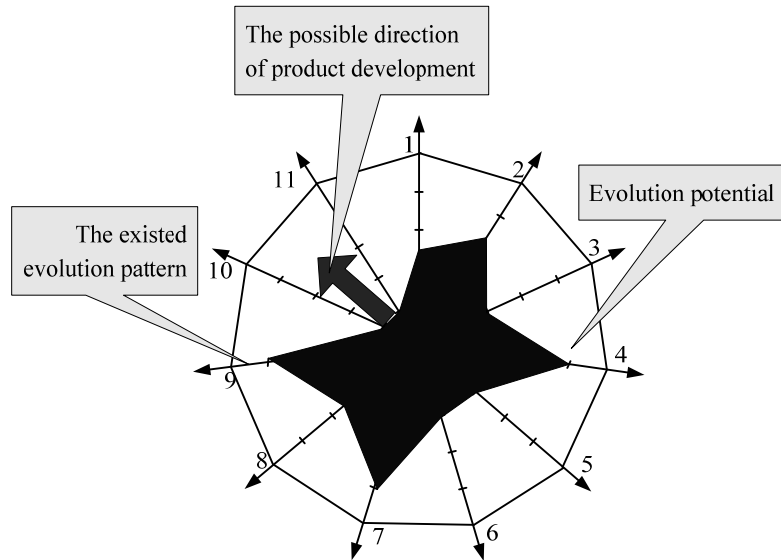 The possible direction
of product development
1
2
11
Evolution potential
The existed
evolution pattern
3
10
4
9
8
5
7
6